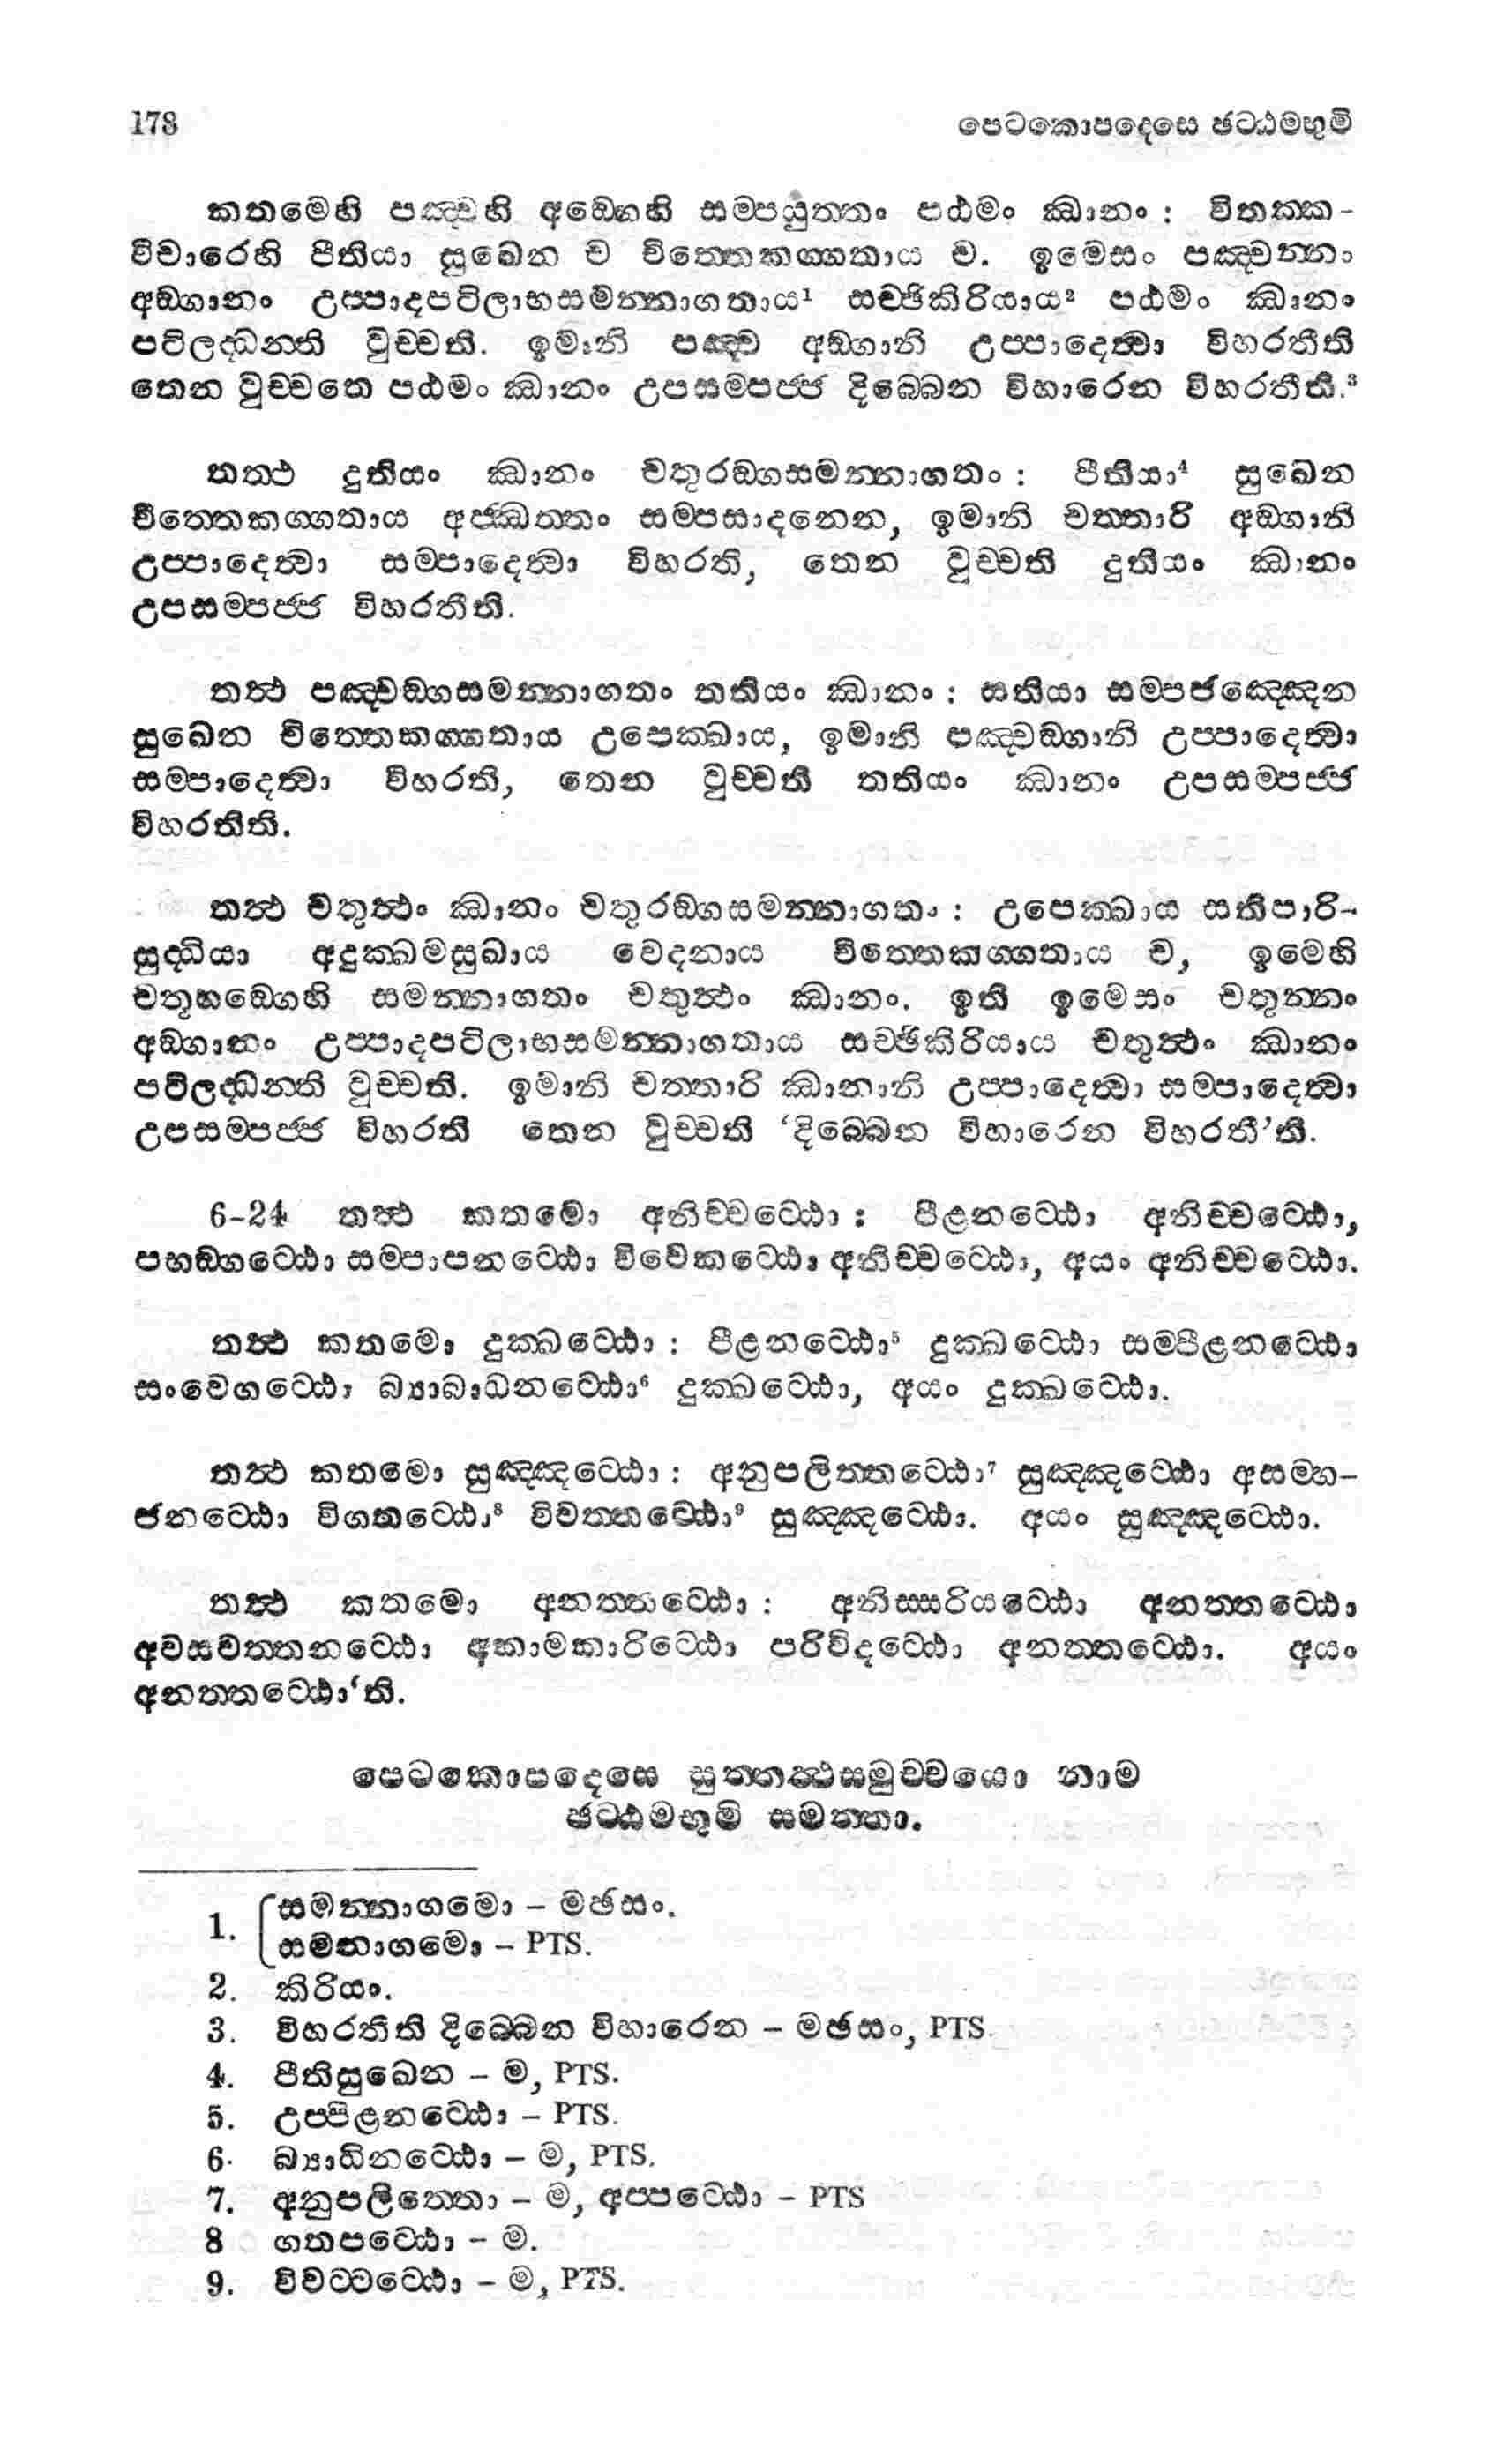 178 පෙටකොපදෙසෙ ඡට්ඨමභූමි
කතමෙහි පඤ්චහි අඞ්ගෙහි සම්පයුත්තං පඨමං ඣානං : විතක්ක-
විචාරෙහි පීතියා සුඛෙන ච චිත්තෙකග්ගතාය ච. ඉමෙසං පඤ්චන්නං
අඞ්ගානං උප්පාදපටිලාභසමන්නාගතාය¹ සච්ඡිකිරියාය² පඨමං ඣානං
පටිලද්ධන්ති වුච්චති. ඉමානි පඤ්ච අඞ්ගානි උප්පාදෙත්වා විහරතීති
තෙන වුච්චතෙ පඨමං ඣානං උපසම්පජ්ජ දිබ්බෙන විහාරෙන විහරතීති.³
තත්ථ දුතියං ඣානං චතුරඞ්ගසමන්නාගතං : පීතියා⁴ සුඛෙන
චිත්තෙකග්ගතාය අජ්ඣත්තං සම්පසාදනෙන, ඉමානි චත්තාරි අඞ්ගානි
උප්පාදෙත්වා සම්පාදෙත්වා විහරති, තෙන වුච්චති දුතියං ඣානං
උපසම්පජ්ජ විහරතීති.
තත්ථ පඤ්චඞ්ගසමන්නාගතං තතියං ඣානං : සතියා සම්පජඤ්ඤෙන
සුඛෙන චිත්තෙකග්ගතාය උපෙක්ඛාය, ඉමානි පඤ්චඞ්ගානි උප්පාදෙත්වා
සම්පාදෙත්වා විහරති, තෙන වුච්චති තතියං ඣානං උපසම්පජ්ජ
විහරතීති.
තත්ථ චතුත්ථං ඣානං චතුරඞ්ගසමන්නාගතං : උපෙක්ඛාය සතිපාරි-
සුද්ධියා අදුක්ඛමසුඛාය වෙදනාය චිත්තෙකග්ගතාය ච, ඉමෙහි
චතූහඞ්ගෙහි සමන්නාගතං චතුත්ථං ඣානං. ඉති ඉමෙසං චතුන්නං
අඞ්ගානං උප්පාදපටිලාභසමන්නාගතාය සච්ඡිකිරියාය චතුත්ථං ඣානං
පටිලද්ධන්ති වුච්චති. ඉමානි චත්තාරි ඣානානි උප්පාදෙත්වා සම්පාදෙත්වා
උපසම්පජ්ජ විහරති තෙන වුච්චති ‘දිබ්බෙන විහාරෙන විහරතී’ති.
6-24 තත්ථ කතමො අනිච්චට්ඨො : පීළනට්ඨො අනිච්චට්ඨො,
පභඞ්ගට්ඨො සම්පාපනට්ඨො විවෙකට්ඨො අනිච්චට්ඨො, අයං අනිච්චට්ඨො.
තත්ථ කතමො දුක්ඛට්ඨො : පීළනට්ඨො⁵ දුක්ඛට්ඨො සම්පීළනට්ඨො
සංවෙගට්ඨො බ්‍යාබාධනට්ඨො⁶ දුක්ඛට්ඨො, අයං දුක්ඛට්ඨො.
තත්ථ කතමො සුඤ්ඤට්ඨො : අනුපලිත්තට්ඨො⁷ සුඤ්ඤට්ඨො අසම්භ-
ජනට්ඨො විගතට්ඨො⁸ විවත්තට්ඨො⁹ සුඤ්ඤට්ඨො. අයං සුඤ්ඤට්ඨො.
තත්ථ කතමො අනත්තට්ඨො : අනිස්සරියට්ඨො අනත්තට්ඨො
අවසවත්තනට්ඨො අකාමකාරිට්ඨො පරිවිදට්ඨො අනත්තට්ඨො. අයං
අනත්තට්ඨො‘ති.
පෙටකොපදෙසෙ සුත්තත්ථසමුච්චයො නාම
ඡට්ඨමභූමි සමත්තා.
1. සමන්නාගමො – මඡසං.
සමනාගමො – PTS.
2. කිරියං.
3. විහරතීති දිබ්බෙන විහාරෙන – මඡසං, PTS.
4. පීතිසුඛෙන – ම, PTS.
5. උප්පීළනට්ඨො – PTS.
6. බ්‍යාධිනට්ඨො – ම, PTS.
7. අනුපලිත්තො – ම, අප්පට්ඨො – PTS
8 ගතපට්ඨො – ම.
9. විවට්ටට්ඨො – ම, PTS.